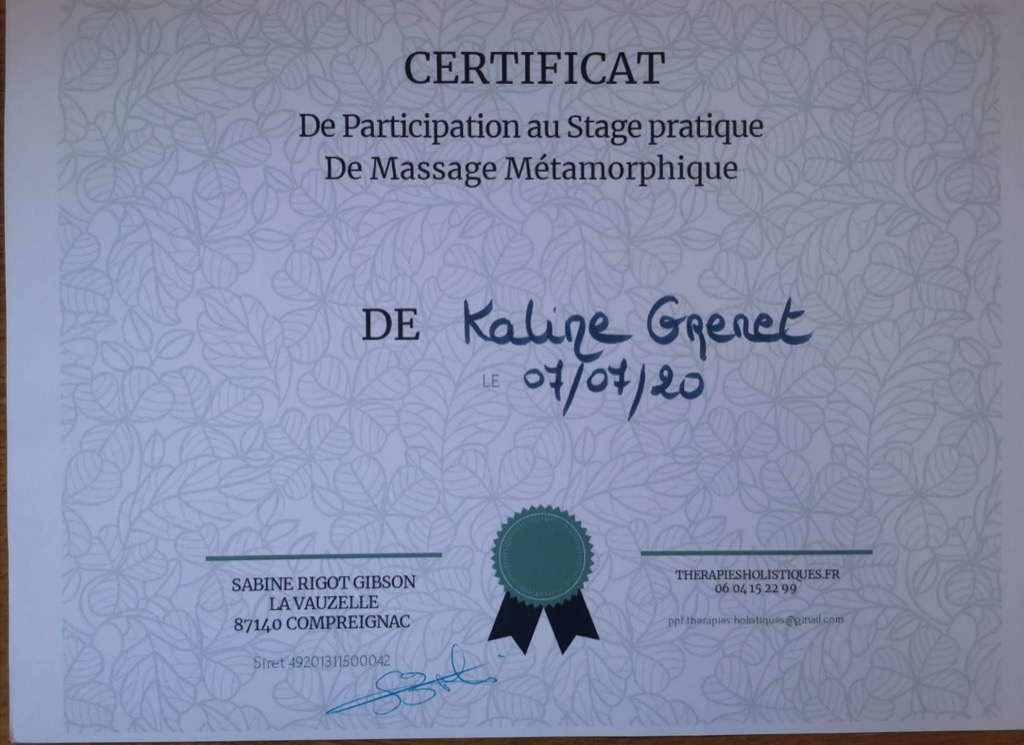 CERTIFICAT
De Participation au Stage pratique
De Massage Métamorphique
DE Kaline Grenet
LE 07/07/20
SABINE RIGOT GIBSON
LA VAUZELLE
87140 COMPREIGNAC
Siret 49201311500042
THERAPIESHOLISTIQUES.FR
06 04 15 22 99
ppf.therapies.holistiques@gmail.com